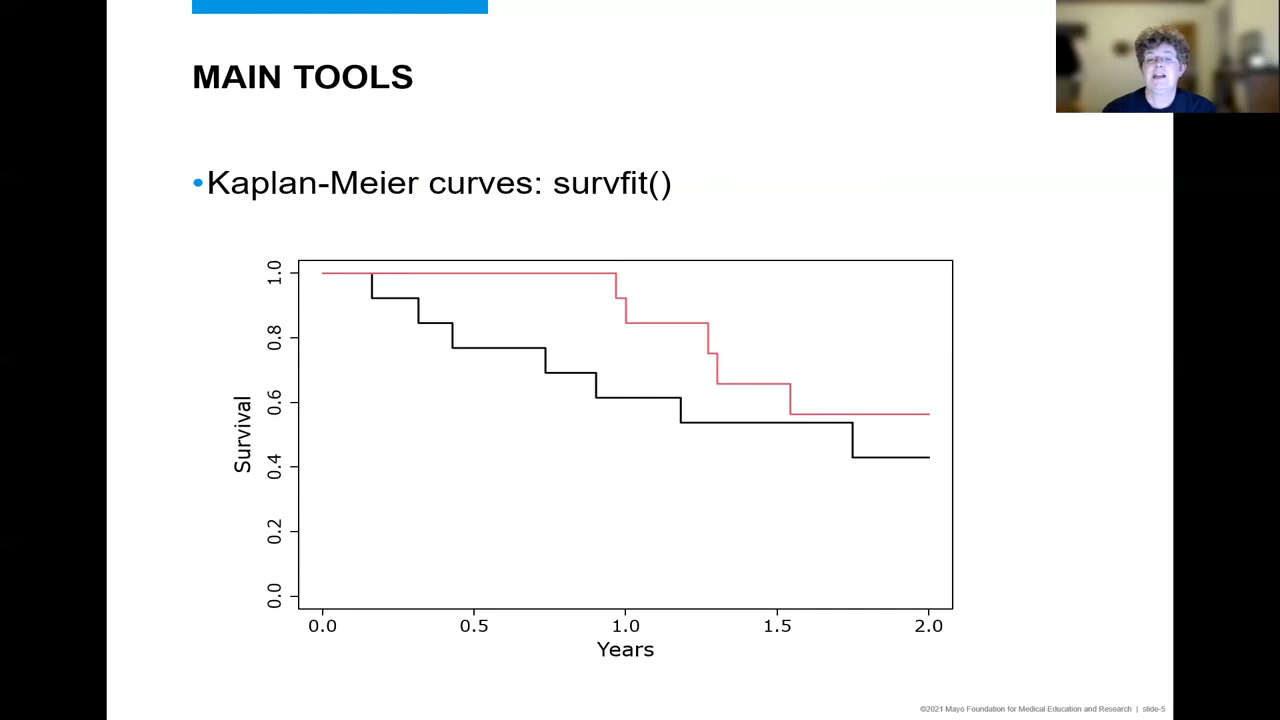 MAIN TOOLS
•Kaplan-Meier curves: survfit()
1.0
0.8
0.6
0.4
0.2
0.0
Survival
0.0 0.5 1.0 1.5 2.0
Years
©2021 Mayo Foundation for Medical Education and Research | slide-5